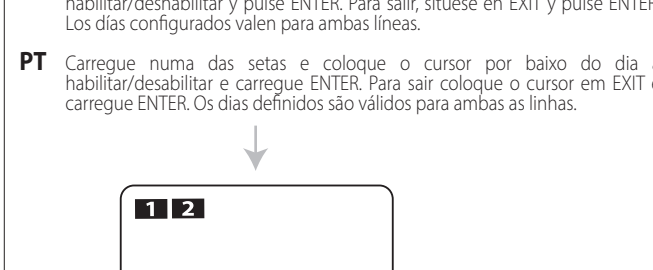 habilitar/deshabilitar y pulse ENTER. Para salir, sitúese en EXIT y pulse ENTER.
Los días configurados valen para ambas líneas.
PT Carregue numa das setas e coloque o cursor por baixo do dia a
habilitar/desabilitar e carregue ENTER. Para sair coloque o cursor em EXIT e
carregue ENTER. Os dias definidos são válidos para ambas as linhas.
1 2